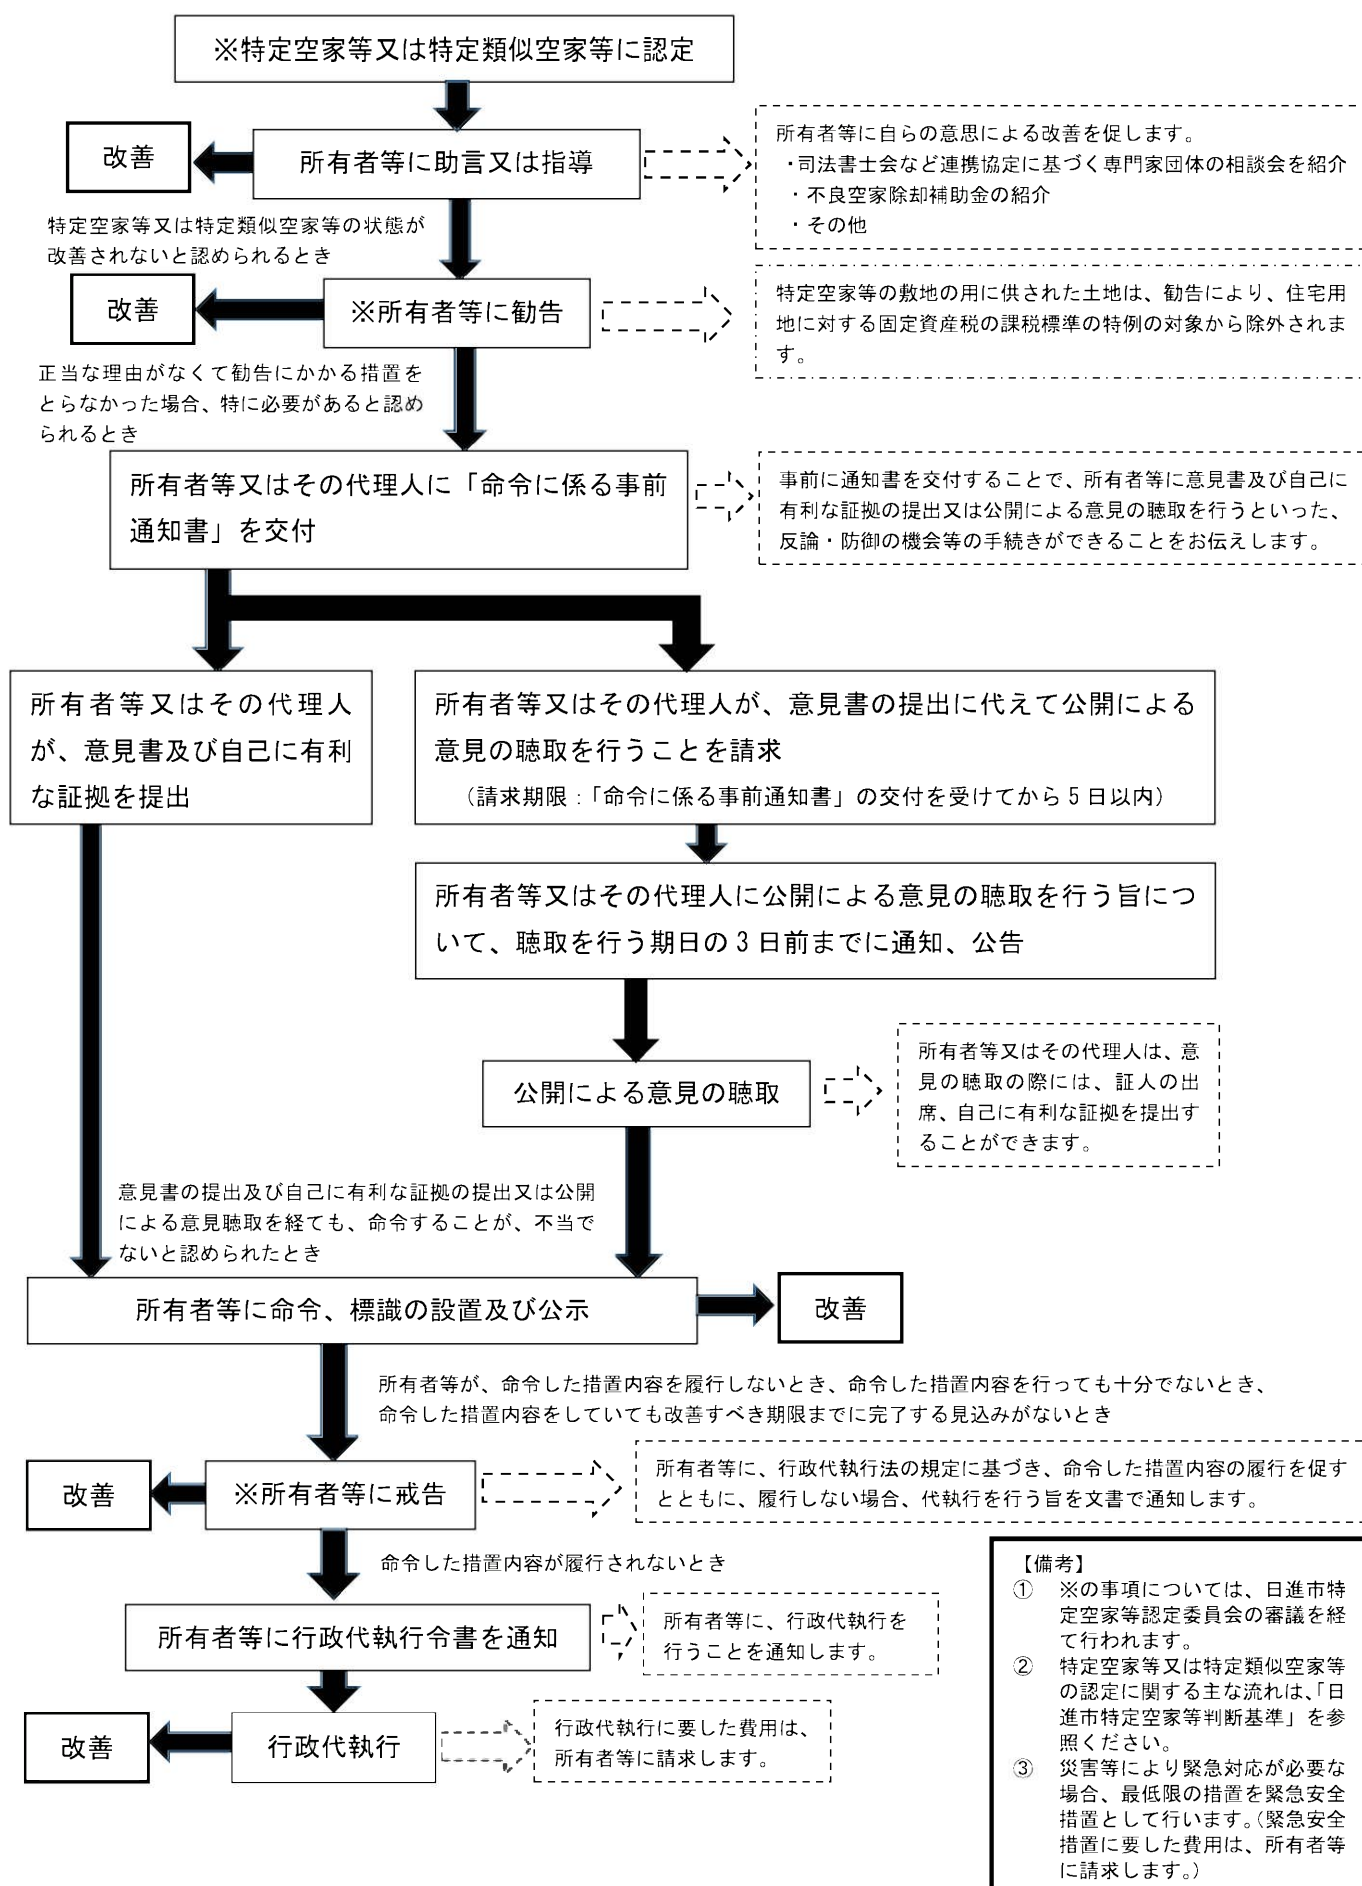 ※特定空家等又は特定類似空家等に認定
改善
所有者等に助言又は指導
所有者等に自らの意思による改善を促します。
・司法書士会など連携協定に基づく専門家団体の相談会を紹介
・不良空家除却補助金の紹介
・その他
特定空家等又は特定類似空家等の状態が
改善されないと認められるとき
改善
※所有者等に勧告
特定空家等の敷地の用に供された土地は、勧告により、住宅用
地に対する固定資産税の課税標準の特例の対象から除外されま
す。
正当な理由がなくて勧告にかかる措置を
とらなかった場合、特に必要があると認め
られるとき
所有者等又はその代理人に「命令に係る事前
通知書」を交付
事前に通知書を交付することで、所有者等に意見書及び自己に
有利な証拠の提出又は公開による意見の聴取を行うといった、
反論・防御の機会等の手続きができることをお伝えします。
所有者等又はその代理人
が、意見書及び自己に有利
な証拠を提出
所有者等又はその代理人が、意見書の提出に代えて公開による
意見の聴取を行うことを請求
（請求期限：「命令に係る事前通知書」の交付を受けてから5日以内）
所有者等又はその代理人に公開による意見の聴取を行う旨につ
いて、聴取を行う期日の3日前までに通知、公告
公開による意見の聴取
所有者等又はその代理人は、意
見の聴取の際には、証人の出
席、自己に有利な証拠を提出す
ることができます。
意見書の提出及び自己に有利な証拠の提出又は公開
による意見聴取を経ても、命令することが、不当で
ないと認められたとき
所有者等に命令、標識の設置及び公示
改善
所有者等が、命令した措置内容を履行しないとき、命令した措置内容を行っても十分でないとき、
命令した措置内容をしていても改善すべき期限までに完了する見込みがないとき
改善
※所有者等に戒告
所有者等に、行政代執行法の規定に基づき、命令した措置内容の履行を促す
とともに、履行しない場合、代執行を行う旨を文書で通知します。
命令した措置内容が履行されないとき
所有者等に行政代執行令書を通知
所有者等に、行政代執行を
行うことを通知します。
改善
行政代執行
行政代執行に要した費用は、
所有者等に請求します。
【備考】
① ※の事項については、日進市特
定空家等認定委員会の審議を経
て行われます。
② 特定空家等又は特定類似空家等
の認定に関する主な流れは、「日
進市特定空家等判断基準」を参
照ください。
③ 災害等により緊急対応が必要な
場合、最低限の措置を緊急安全
措置として行います。（緊急安全
措置に要した費用は、所有者等
に請求します。）